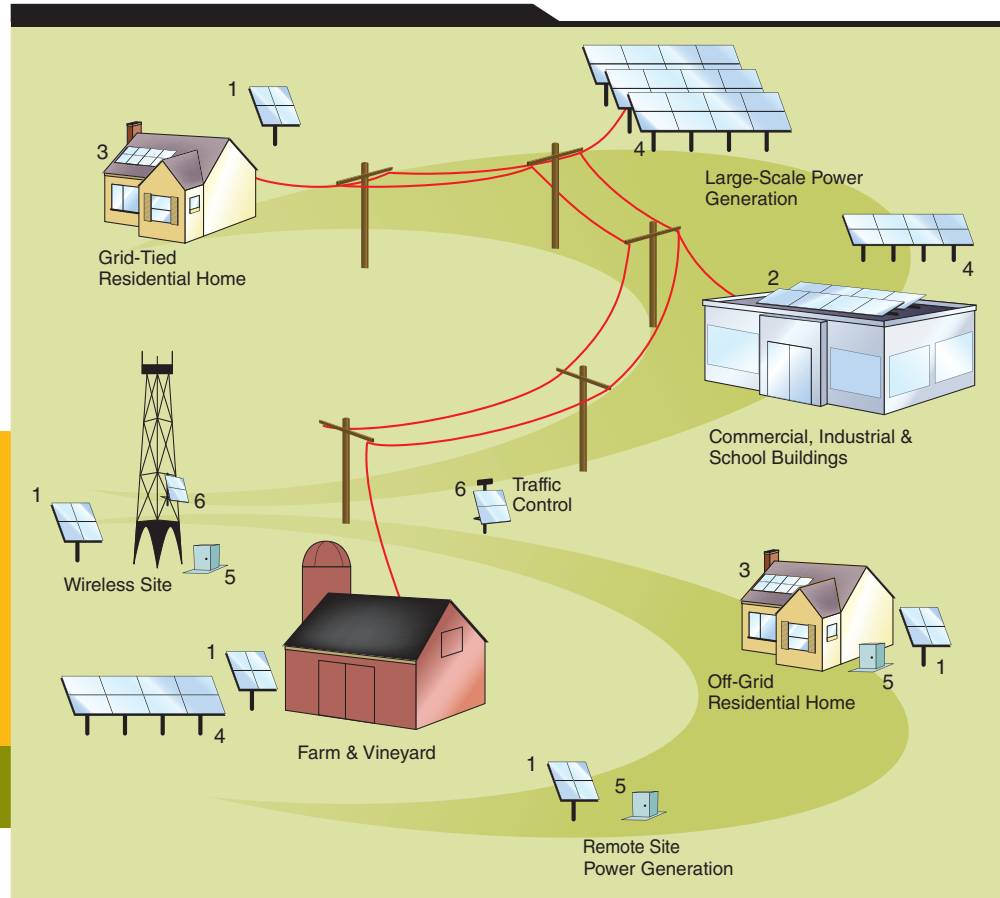 1
3
4
Large-Scale Power
Generation
Grid-Tied
Residential Home
4
2
Commercial, Industrial &
School Buildings
1
6
5
Wireless Site
6
Traffic
Control
3
1
5
Off-Grid
Residential Home
1
4
Farm & Vineyard
1
5
Remote Site
Power Generation